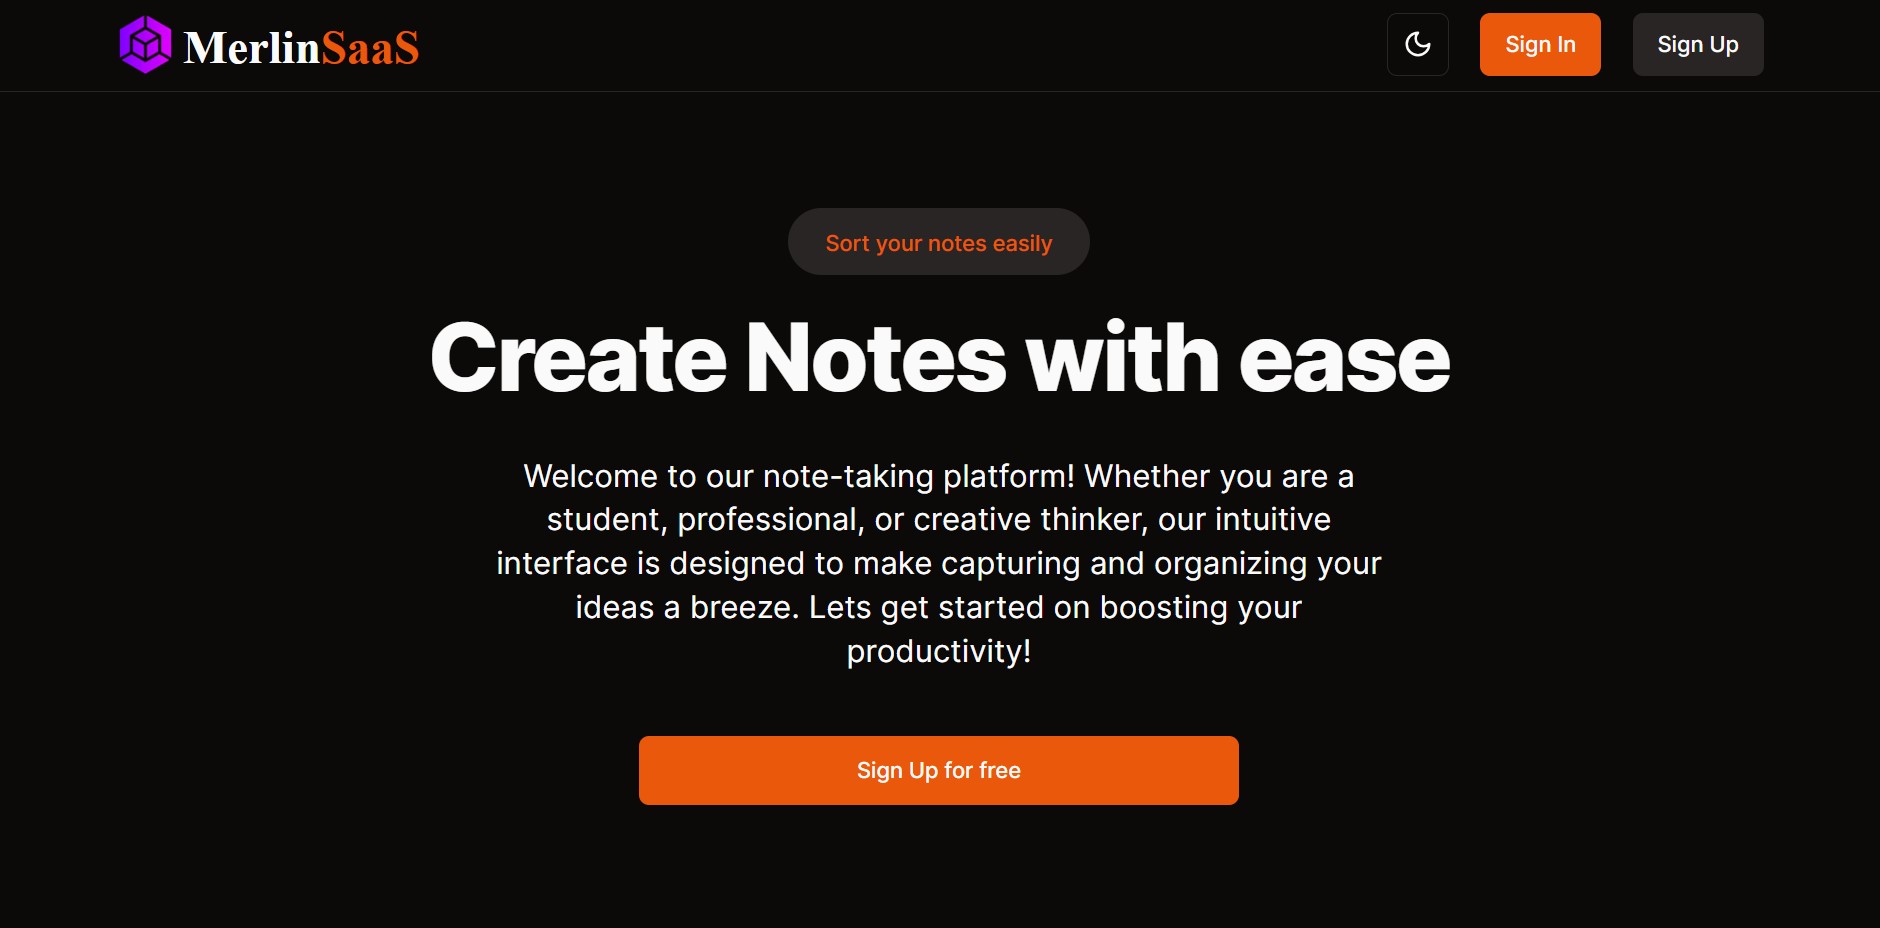 MerlinSaaS
Sign In
Sign Up
Sort your notes easily
Create Notes with ease
Welcome to our note-taking platform! Whether you are a
student, professional, or creative thinker, our intuitive
interface is designed to make capturing and organizing your
ideas a breeze. Lets get started on boosting your
productivity!
Sign Up for free